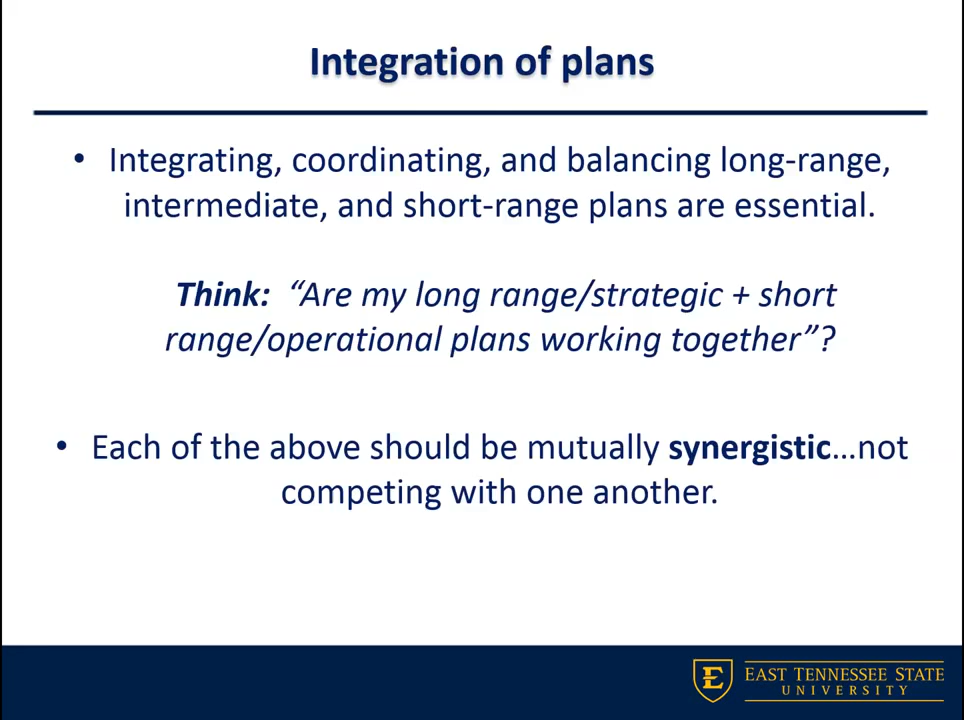 Integration of plans
• Integrating, coordinating, and balancing long-range,
intermediate, and short-range plans are essential.
Think: “Are my long range/strategic + short
range/operational plans working together”?
• Each of the above should be mutually synergistic…not
competing with one another.
E
EAST TENNESSEE STATE
UNIVERSITY